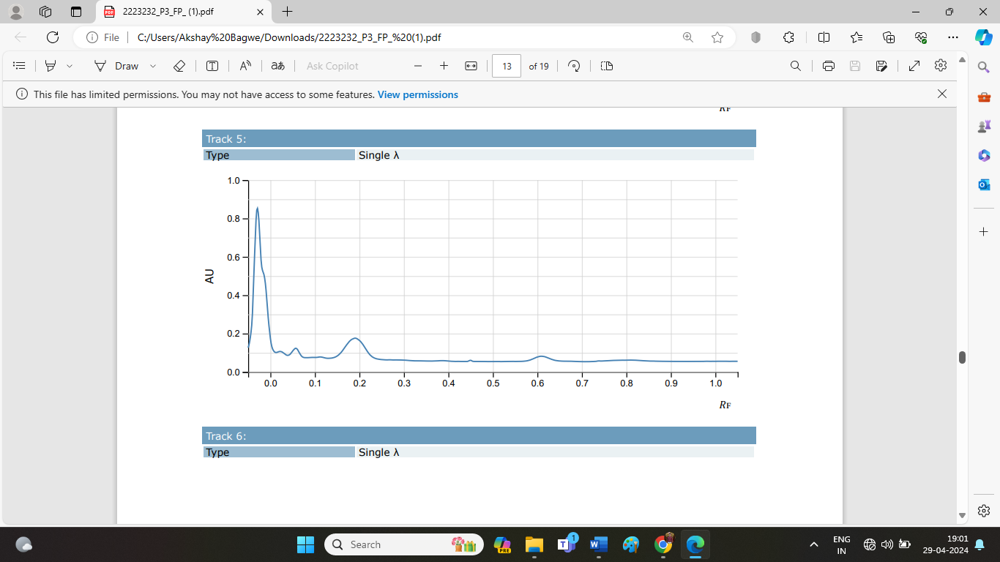 2223232_P3_FP_ (1).pdf
File C:/Users/Akshay%20Bagwe/Downloads/2223232_P3_FP_%20(1).pdf
Draw T A aあ Ask Copilot 13 of 19
This file has limited permissions. You may not have access to some features. View permissions
RF
Track 5:
Type Single λ
1.0
0.8
0.6
AU
0.4
0.2
0.0
0.0 0.1 0.2 0.3 0.4 0.5 0.6 0.7 0.8 0.9 1.0
RF
Track 6:
Type Single λ
Search PRE 1 ENG IN 19:01 29-04-2024